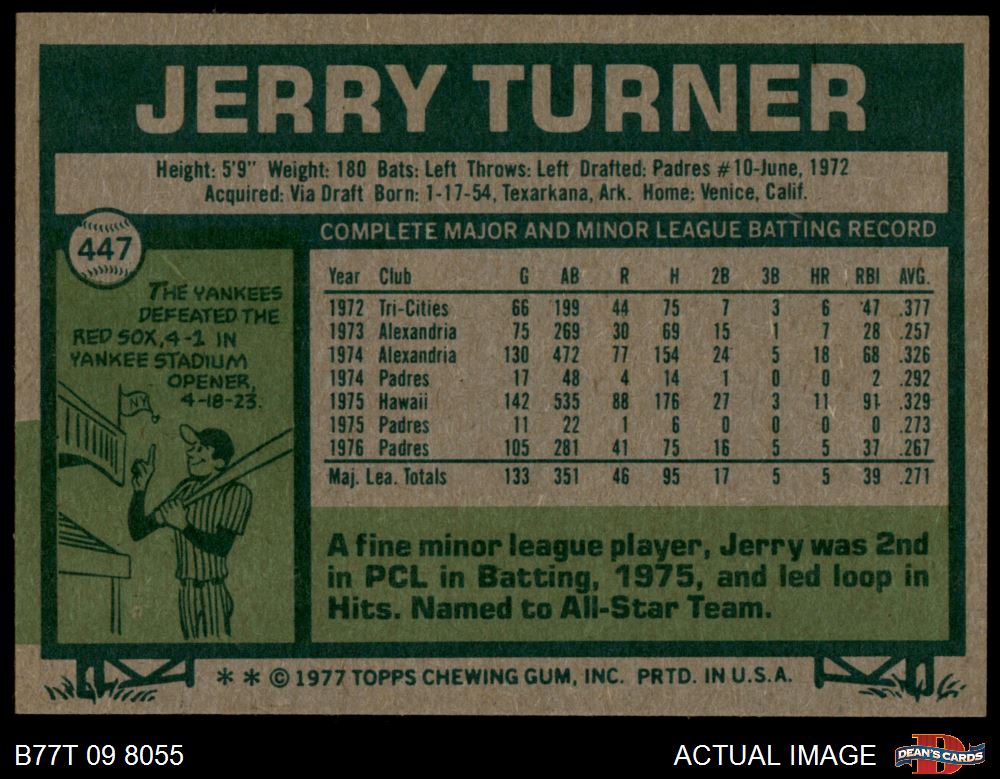 JERRY TURNER
Height: 5'9" Weight: 180 Bats: Left Throws: Left Drafted: Padres #10-June, 1972
Acquired: Via Draft Born: 1-17-54, Texarkana, Ark. Home: Venice, Calif.
447
THE YANKEES
DEFEATED THE
RED SOX, 4-1 IN
YANKEE STADIUM
OPENER,
4-18-23.
NY
COMPLETE MAJOR AND MINOR LEAGUE BATTING RECORD
Year Club G AB R H 2B 3B HR RBI AVG.
1972 Tri-Cities 66 199 44 75 7 3 6 47 .377
1973 Alexandria 75 269 30 69 15 1 7 28 .257
1974 Alexandria 130 472 77 154 24 5 18 68 .326
1974 Padres 17 48 4 14 1 0 0 2 .292
1975 Hawaii 142 535 88 176 27 3 11 91 .329
1975 Padres 11 22 1 6 0 0 0 0 .273
1976 Padres 105 281 41 75 16 5 5 37 .267
Maj. Lea. Totals 133 351 46 95 17 5 5 39 .271
A fine minor league player, Jerry was 2nd
in PCL in Batting, 1975, and led loop in
Hits. Named to All-Star Team.
* * © 1977 TOPPS CHEWING GUM, INC. PRTD. IN U.S.A.
B77T 09 8055
ACTUAL IMAGE
DEAN'S CARDS